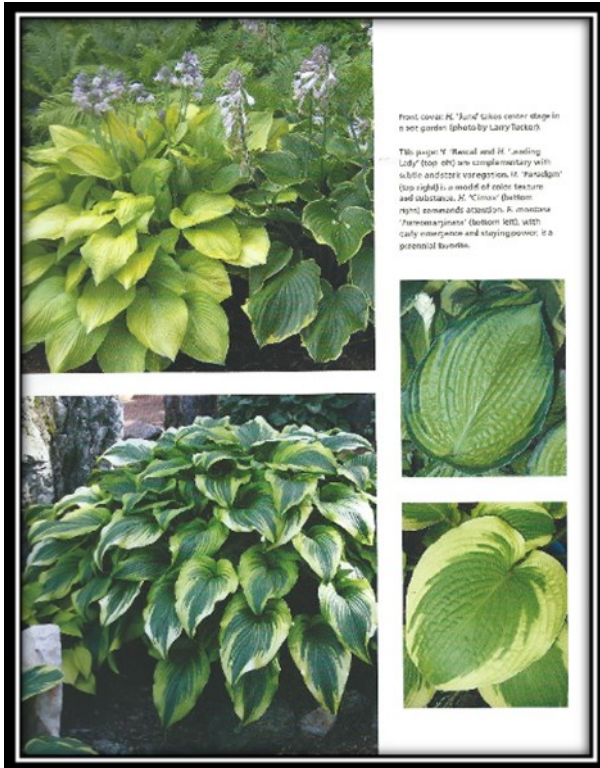 Front cover: H. 'June' takes center stage in
a pot garden (photo by Larry Tucker).
This page: 'Rascal' and H. 'Leading
Lady' (top left) are complementary with
subtle and stark variegation. H. 'Paradigm'
(top right) is a model of color, texture
and substance. H. 'Climax' (bottom
right) commands attention. H. montana
'Aureomarginata' (bottom left), with
early emergence and staying power, is a
perennial favorite.